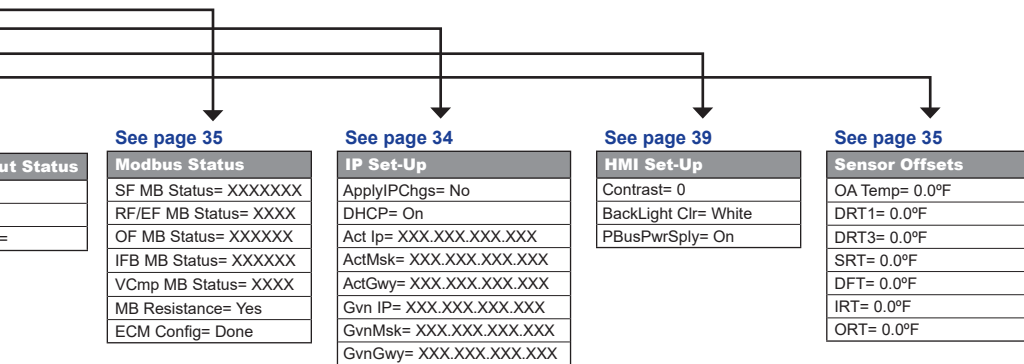 ut Status
=
See page 35
Modbus Status
SF MB Status= XXXXXXX
RF/EF MB Status= XXXX
OF MB Status= XXXXXX
IFB MB Status= XXXXXX
VCmp MB Status= XXXX
MB Resistance= Yes
ECM Config= Done
See page 34
IP Set-Up
ApplyIPChgs= No
DHCP= On
Act Ip= XXX.XXX.XXX.XXX
ActMsk= XXX.XXX.XXX.XXX
ActGwy= XXX.XXX.XXX.XXX
Gvn IP= XXX.XXX.XXX.XXX
GvnMsk= XXX.XXX.XXX.XXX
GvnGwy= XXX.XXX.XXX.XXX
See page 39
HMI Set-Up
Contrast= 0
BackLight Clr= White
PBusPwrSply= On
See page 35
Sensor Offsets
OA Temp= 0.0ºF
DRT1= 0.0ºF
DRT3= 0.0ºF
SRT= 0.0ºF
DFT= 0.0ºF
IRT= 0.0ºF
ORT= 0.0ºF